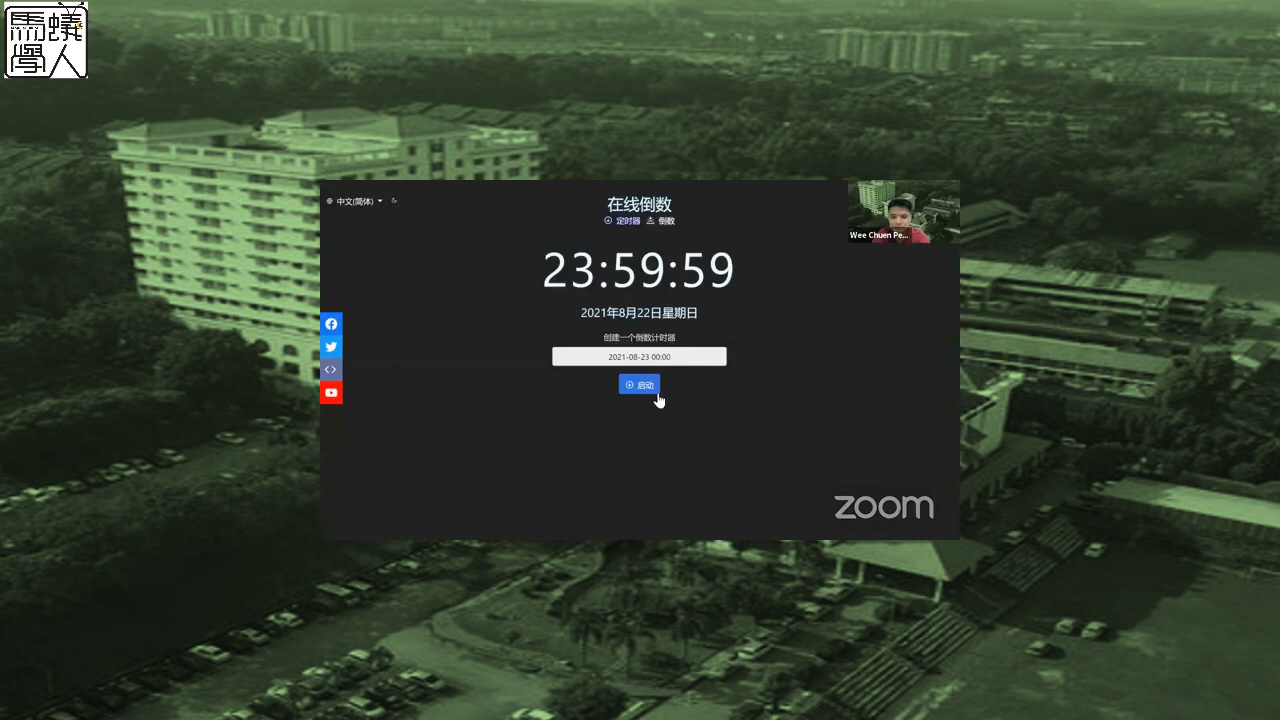 馬蟻
學人
中文(简体)
在线倒数
定时器 倒数
Wee Chuen Pe...
23:59:59
2021年8月22日星期日
创建一个倒数计时器
2021-08-23 00:00
启动
zoom